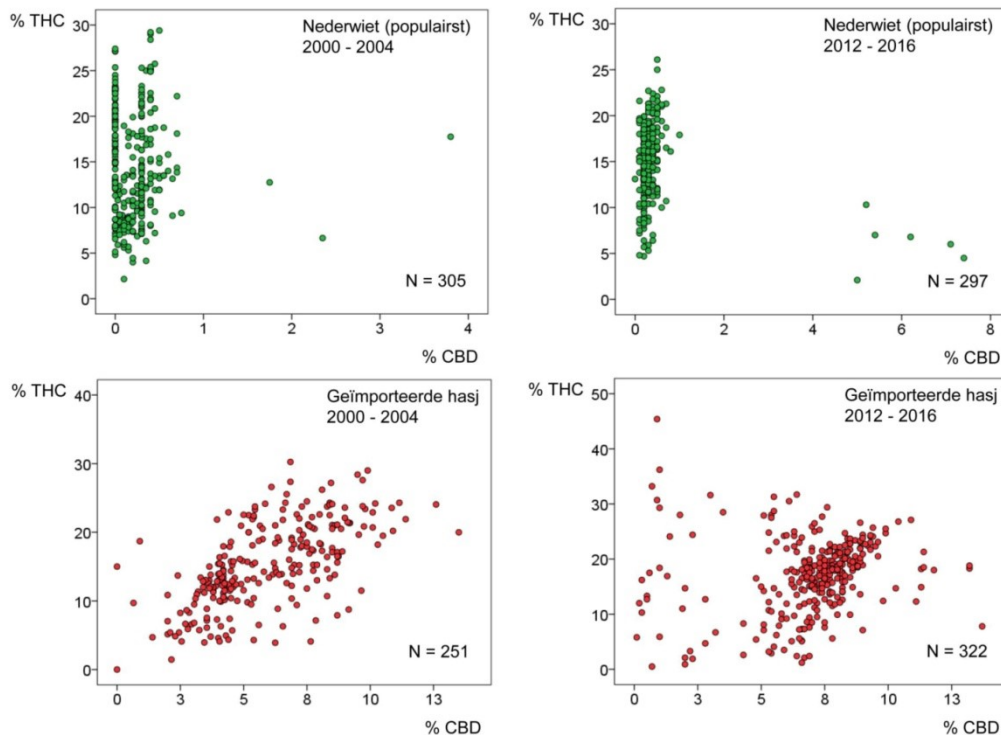 % THC
Nederwiet (populairst)
2000 - 2004
30
25
20
15
10
5
0
N = 305
0 1 2 3 4
% CBD
% THC
Nederwiet (populairst)
2012 - 2016
30
25
20
15
10
5
0
N = 297
0 2 4 6 8
% CBD
% THC
Geïmporteerde hasj
2000 - 2004
40
30
20
10
0
N = 251
0 3 5 8 10 13
% CBD
% THC
Geïmporteerde hasj
2012 - 2016
50
40
30
20
10
0
N = 322
0 3 5 8 10 13
% CBD